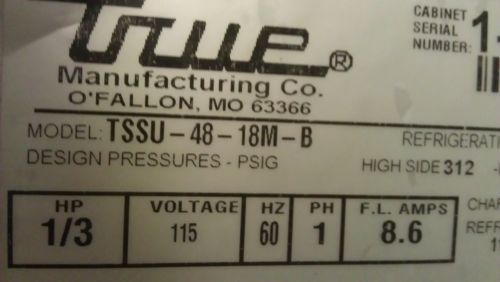 True®
Manufacturing Co.
O'FALLON, MO 63366
CABINET
SERIAL
NUMBER:
MODEL: TSSU-48-18M-B
DESIGN PRESSURES - PSIG
HIGH SIDE 312
HP VOLTAGE HZ PH F.L. AMPS
1/3 115 60 1 8.6